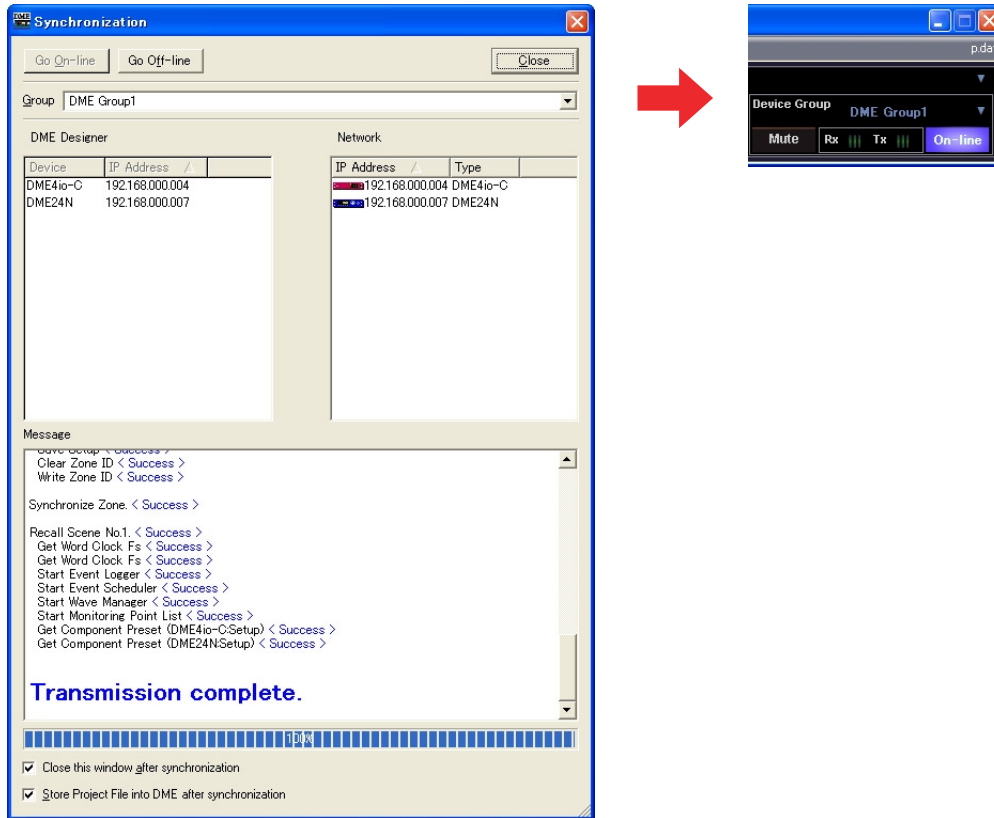 Synchronization
Go On-line Go Off-line Close
Group DME Group1
DME Designer Network
Device IP Address IP Address Type
DME4io-C 192.168.000.004 192.168.000.004 DME4io-C
DME24N 192.168.000.007 192.168.000.007 DME24N
Message
Save Setup < Success >
Clear Zone ID < Success >
Write Zone ID < Success >
Synchronize Zone. < Success >
Recall Scene No.1. < Success >
Get Word Clock Fs < Success >
Get Word Clock Fs < Success >
Start Event Logger < Success >
Start Event Scheduler < Success >
Start Wave Manager < Success >
Start Monitoring Point List < Success >
Get Component Preset (DME4io-C:Setup) < Success >
Get Component Preset (DME24N:Setup) < Success >
Transmission complete.
100%
Close this window after synchronization
Store Project File into DME after synchronization
p.da
Device Group DME Group1
Mute Rx Tx On-line